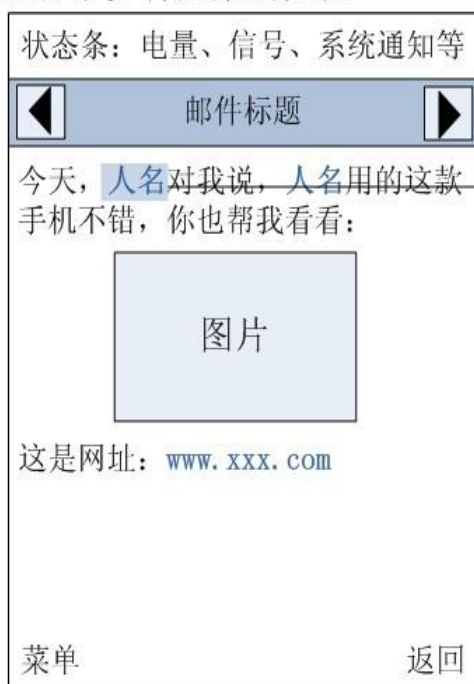 状态条：电量、信号、系统通知等
邮件标题
今天，人名对我说，人名用的这款
手机不错，你也帮我看看：
图片
这是网址：www.xxx.com
菜单
返回